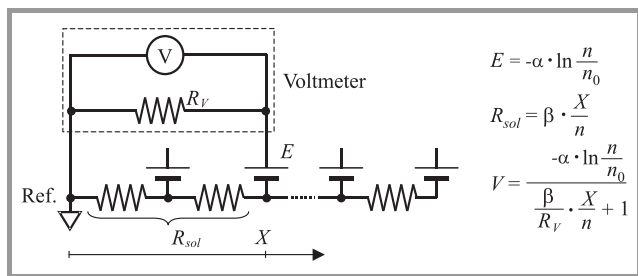 V
Voltmeter
R_V
E
Ref.
R_sol
X
E = -α · ln n/n_0
R_sol = β · X/n
V = (-α · ln n/n_0) / (β/R_V · X/n + 1)